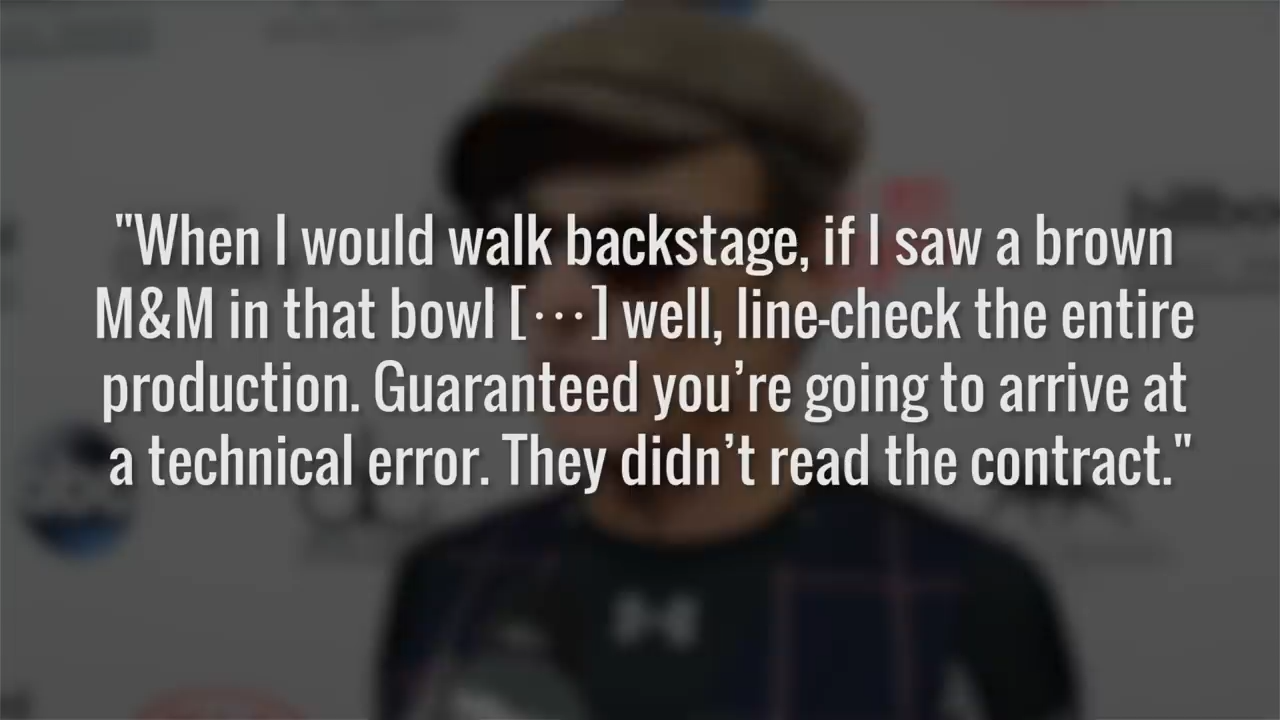 "When I would walk backstage, if I saw a brown
M&M in that bowl [···] well, line-check the entire
production. Guaranteed you’re going to arrive at
a technical error. They didn’t read the contract."